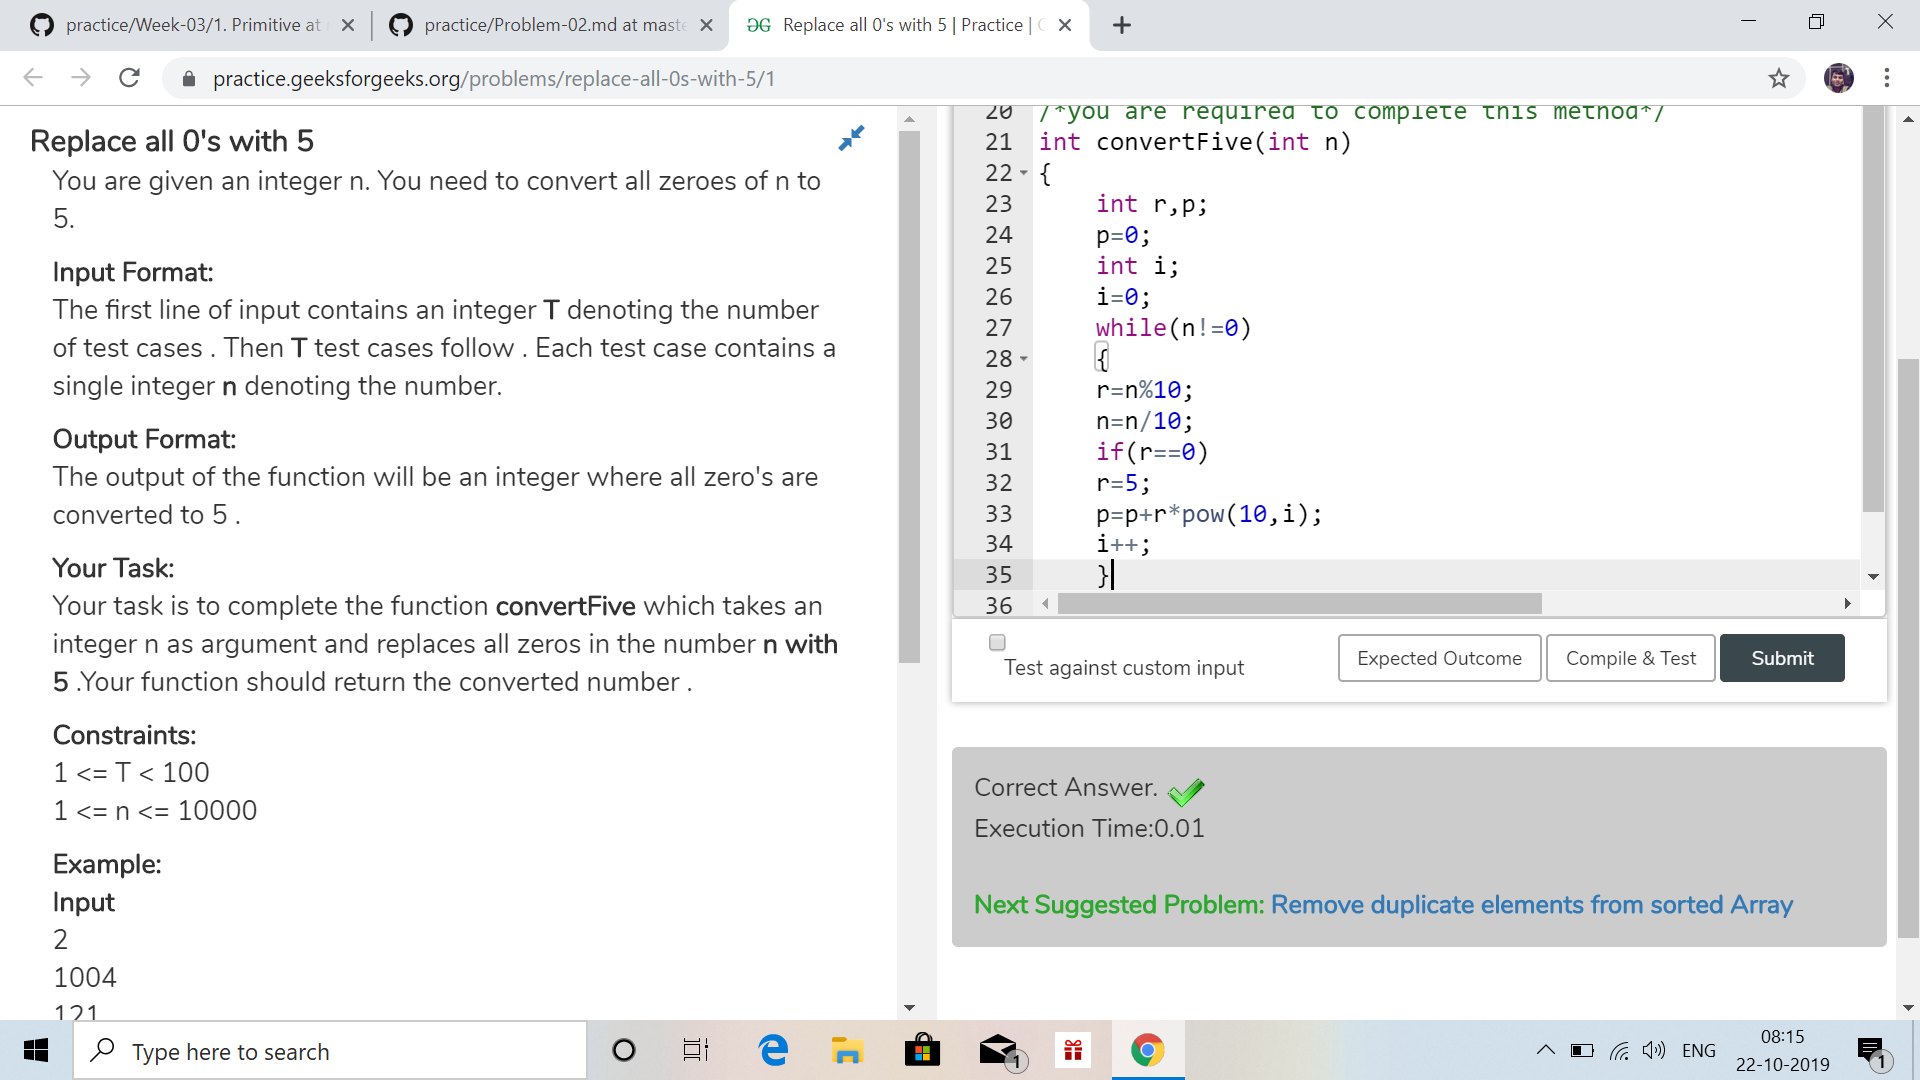 practice/Week-03/1. Primitive at
practice/Problem-02.md at maste
Replace all 0's with 5 | Practice |
practice.geeksforgeeks.org/problems/replace-all-0s-with-5/1
Replace all 0's with 5
You are given an integer n. You need to convert all zeroes of n to
5.
Input Format:
The first line of input contains an integer T denoting the number
of test cases . Then T test cases follow . Each test case contains a
single integer n denoting the number.
Output Format:
The output of the function will be an integer where all zero's are
converted to 5 .
Your Task:
Your task is to complete the function convertFive which takes an
integer n as argument and replaces all zeros in the number n with
5 .Your function should return the converted number .
Constraints:
1 <= T < 100
1 <= n <= 10000
Example:
Input
2
1004
121
20 /*you are required to complete this method*/
21 int convertFive(int n)
22 {
23 int r,p;
24 p=0;
25 int i;
26 i=0;
27 while(n!=0)
28 {
29 r=n%10;
30 n=n/10;
31 if(r==0)
32 r=5;
33 p=p+r*pow(10,i);
34 i++;
35 }
36
Test against custom input
Expected Outcome
Compile & Test
Submit
Correct Answer.
Execution Time:0.01
Next Suggested Problem: Remove duplicate elements from sorted Array
Type here to search
1
ENG
08:15
22-10-2019
1